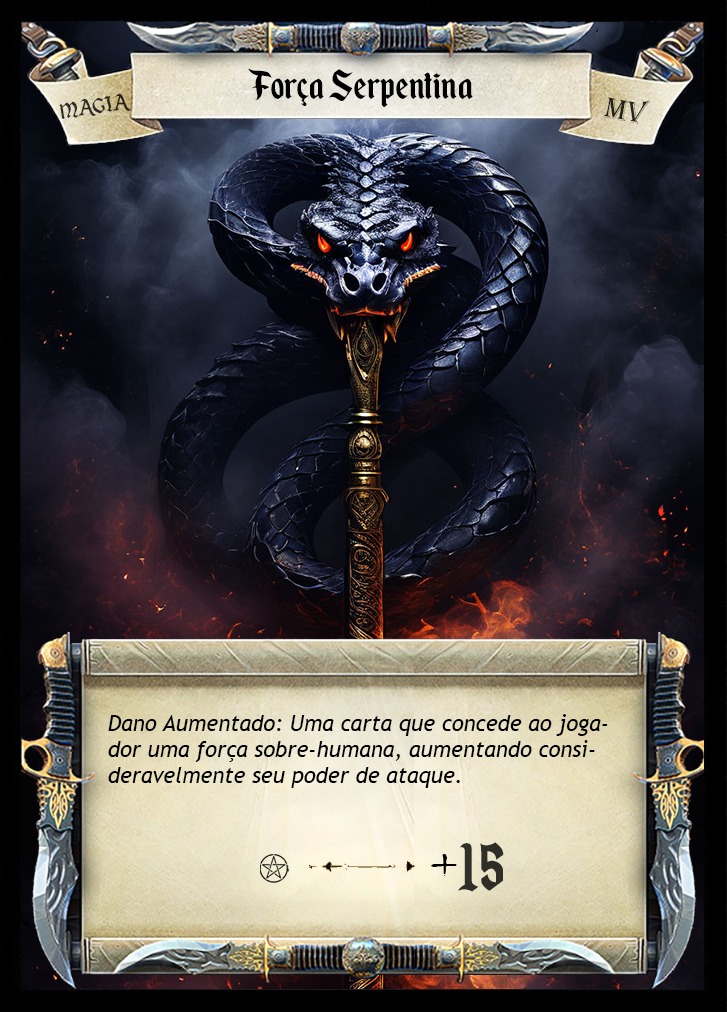 Força Serpentina
MAGIA
MV
Dano Aumentado: Uma carta que concede ao joga-
dor uma força sobre-humana, aumentando consi-
deravelmente seu poder de ataque.
+15